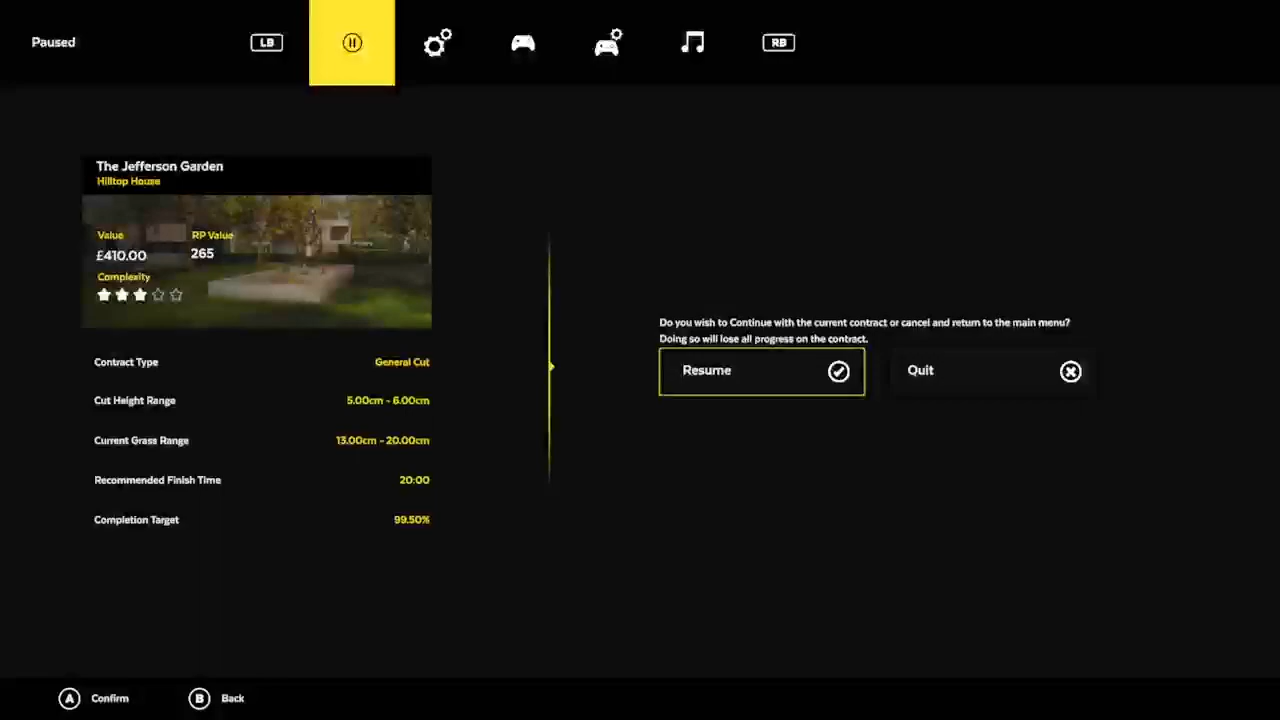 Paused
LB
RB
The Jefferson Garden
Hilltop House
Value
RP Value
£410.00
265
Complexity
Contract Type
General Cut
Cut Height Range
5.00cm - 6.00cm
Current Grass Range
13.00cm - 20.00cm
Recommended Finish Time
20:00
Completion Target
99.50%
Do you wish to Continue with the current contract or cancel and return to the main menu?
Doing so will lose all progress on the contract.
Resume
Quit
A Confirm
B Back